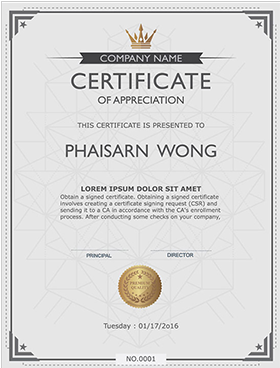 COMPANY NAME
CERTIFICATE
OF APPRECIATION
THIS CERTIFICATE IS PRESENTED TO
PHAISARN WONG
LOREM IPSUM DOLOR SIT AMET
Obtain a signed certificate. Obtaining a signed certificate
involves creating a certificate signing request (CSR) and
sending it to a CA in accordance with the CA's enrollment
process. After conducting some checks on your company,
PRINCIPAL
DIRECTOR
PREMIUM
QUALITY
Tuesday : 01/17/2o16
NO.0001